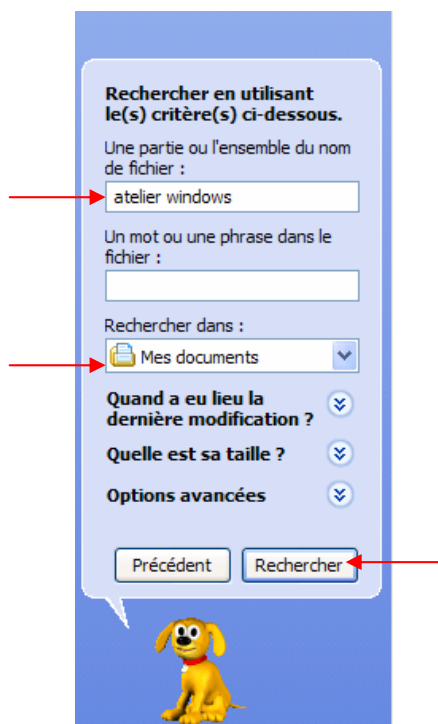 Rechercher en utilisant
le(s) critère(s) ci-dessous.
Une partie ou l'ensemble du nom
de fichier :
atelier windows
Un mot ou une phrase dans le
fichier :
Rechercher dans :
Mes documents
Quand a eu lieu la
dernière modification ?
Quelle est sa taille ?
Options avancées
Précédent Rechercher